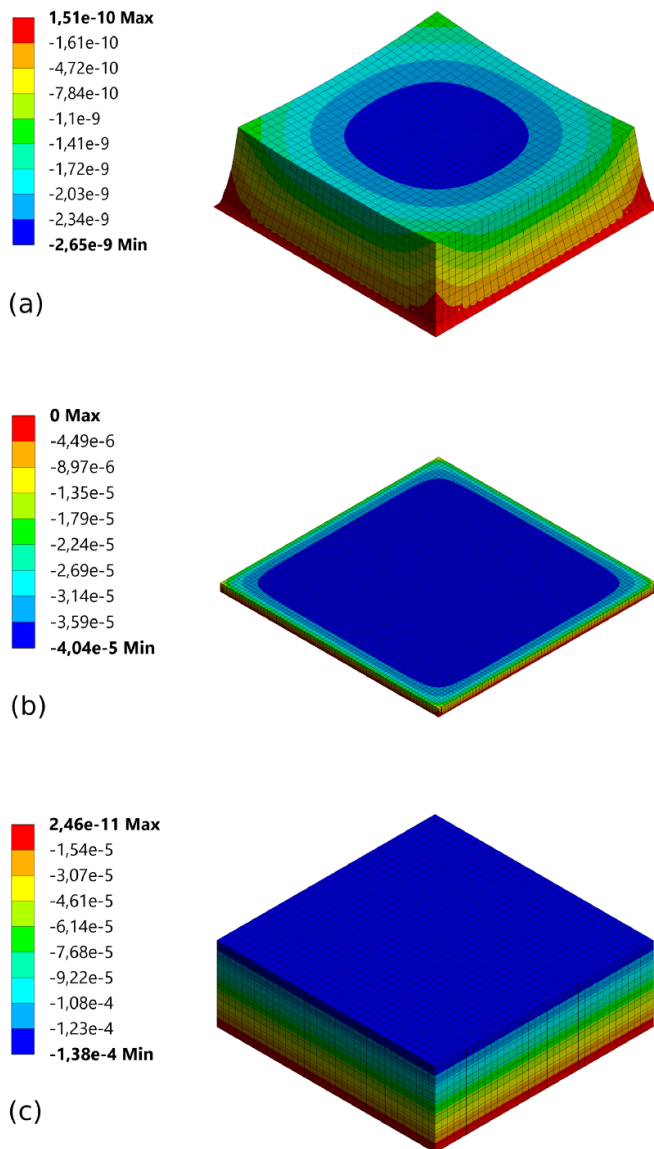 1,51e-10 Max
-1,61e-10
-4,72e-10
-7,84e-10
-1,1e-9
-1,41e-9
-1,72e-9
-2,03e-9
-2,34e-9
-2,65e-9 Min
(a)
0 Max
-4,49e-6
-8,97e-6
-1,35e-5
-1,79e-5
-2,24e-5
-2,69e-5
-3,14e-5
-3,59e-5
-4,04e-5 Min
(b)
2,46e-11 Max
-1,54e-5
-3,07e-5
-4,61e-5
-6,14e-5
-7,68e-5
-9,22e-5
-1,08e-4
-1,23e-4
-1,38e-4 Min
(c)